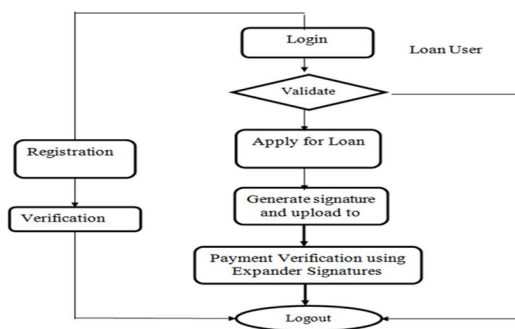 Login
Loan User
Validate
Apply for Loan
Registration
Generate signature
and upload to
Verification
Payment Verification using
Expander Signatures
Logout